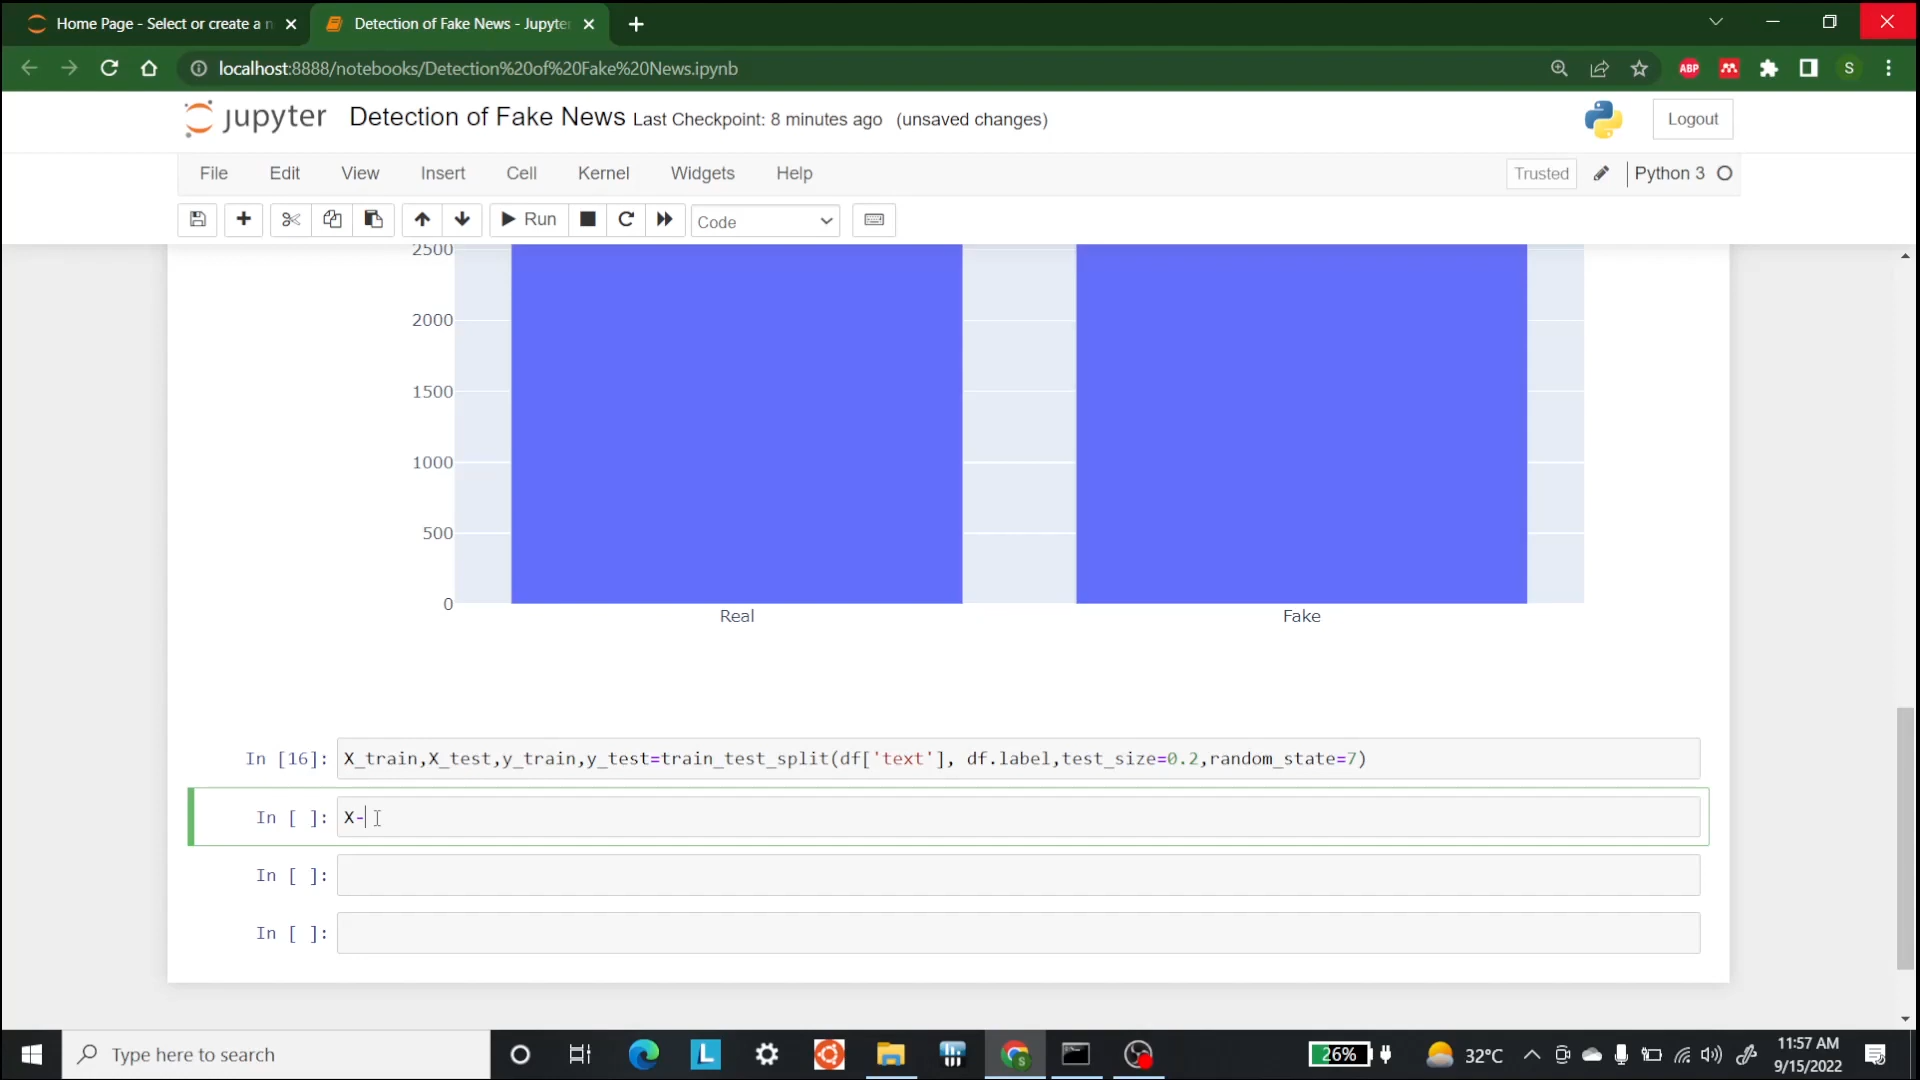 Home Page - Select or create a n
Detection of Fake News - Jupyter
localhost:8888/notebooks/Detection%20of%20Fake%20News.ipynb
ABP
S
jupyter Detection of Fake News Last Checkpoint: 8 minutes ago (unsaved changes)
Logout
File Edit View Insert Cell Kernel Widgets Help
Trusted
Python 3
Run
Code
2500
2000
1500
1000
500
0
Real Fake
In [16]: X_train,X_test,y_train,y_test=train_test_split(df['text'], df.label,test_size=0.2,random_state=7)
In [ ]: X-
In [ ]:
In [ ]:
Type here to search
L
26%
32°C
11:57 AM
9/15/2022